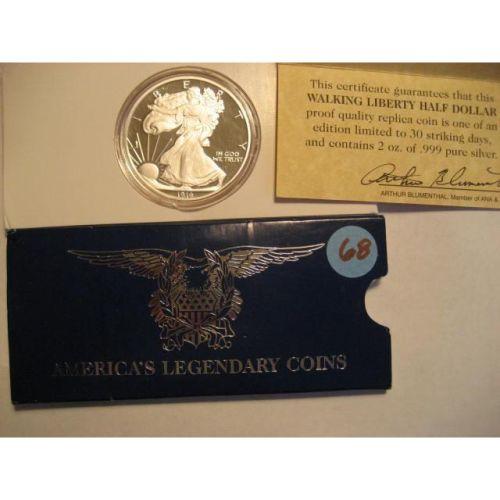 LIBERTY
IN GOD
WE TRUST
This certificate guarantees that this
WALKING LIBERTY HALF DOLLAR
proof quality replica coin is one of an
edition limited to 30 striking days,
and contains 2 oz. of .999 pure silver.
Arthur Blumen
ARTHUR BLUMENTHAL, Member of ANA &
68
AMERICA'S LEGENDARY COINS